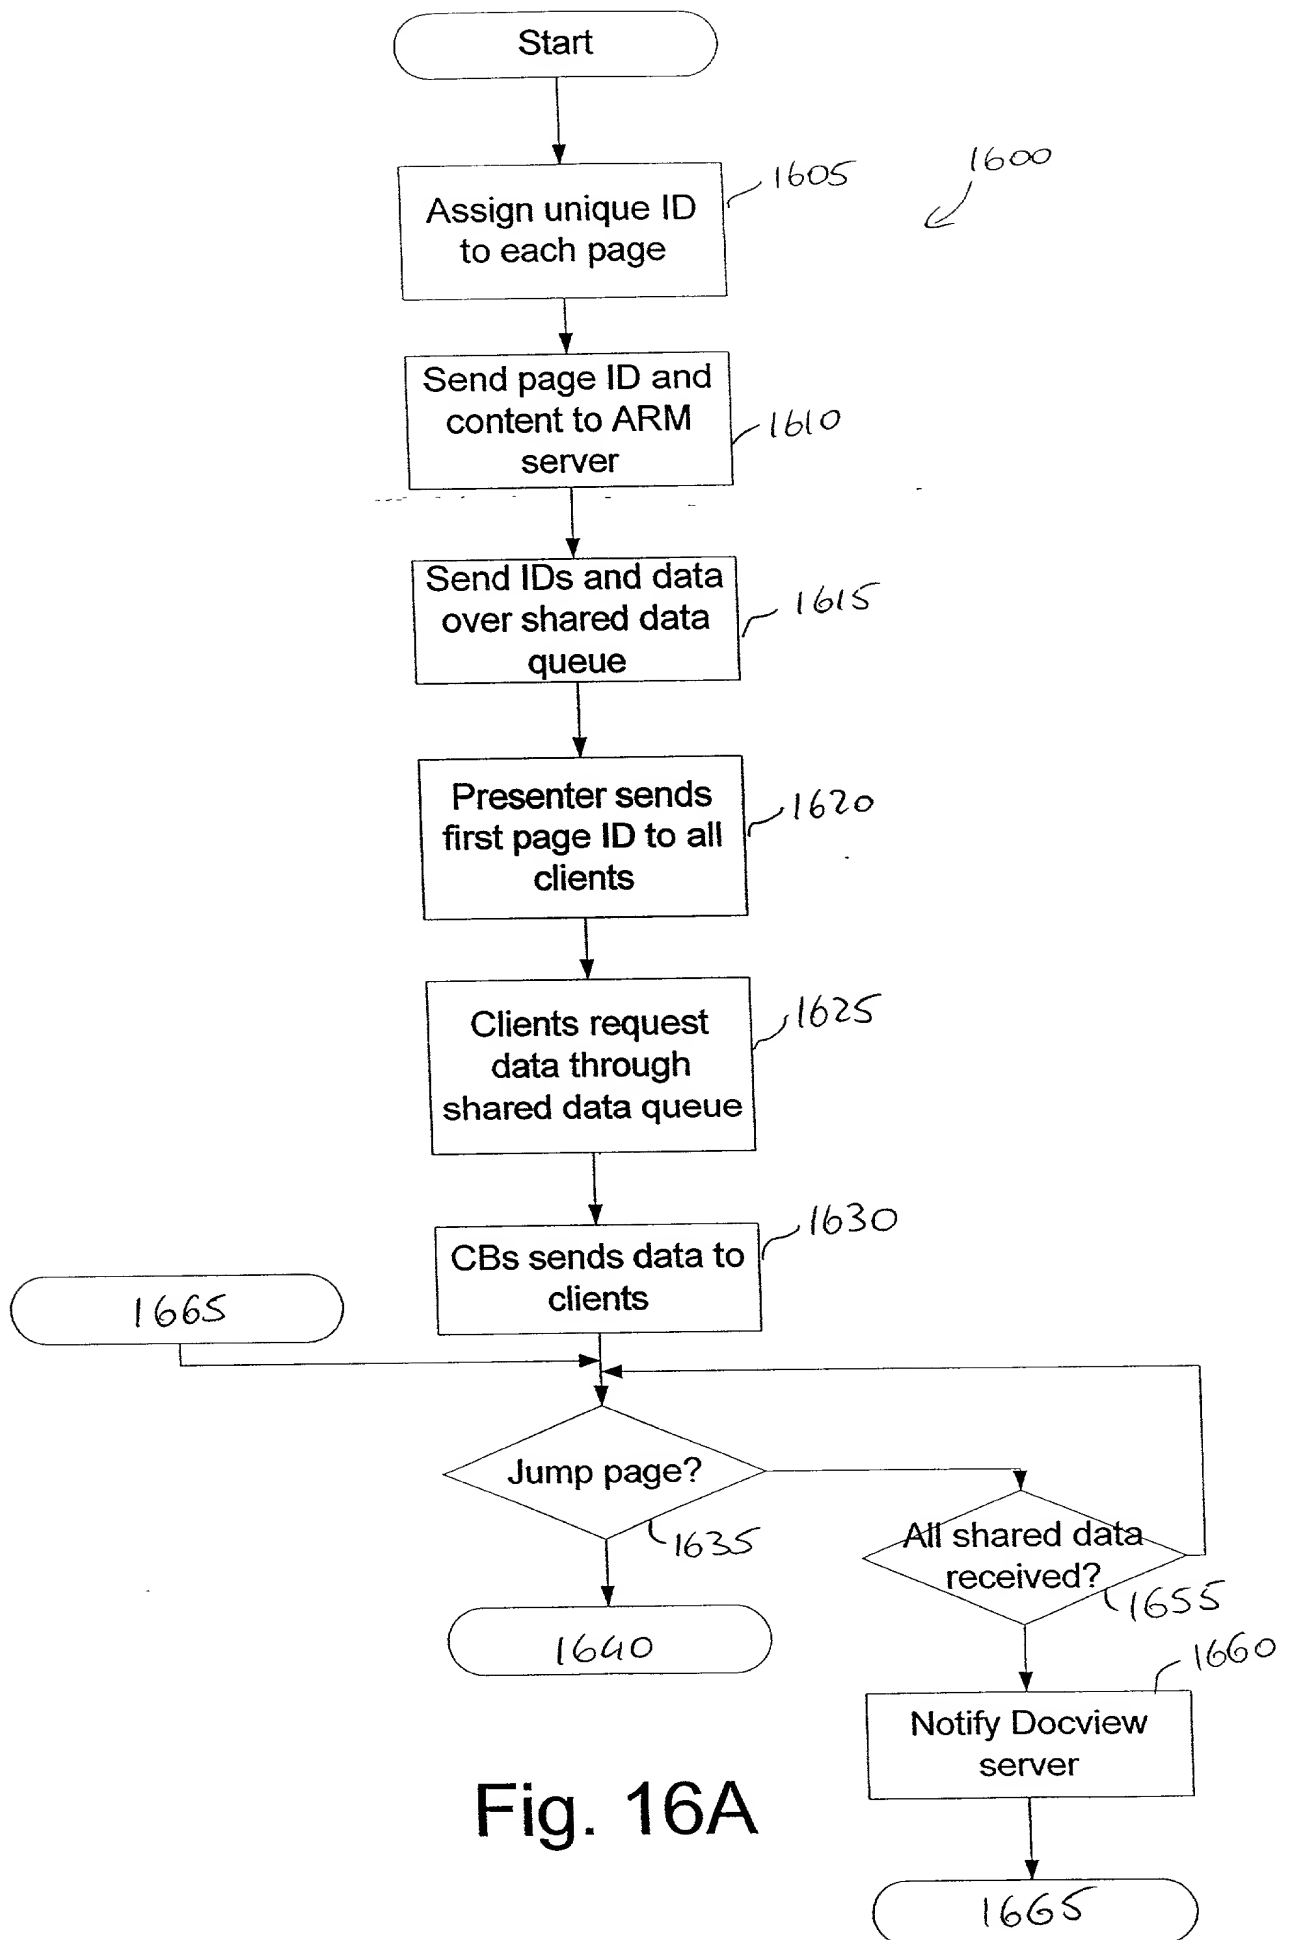 Start
1600
1605
Assign unique ID
to each page
Send page ID and
content to ARM
server
1610
Send IDs and data
over shared data
queue
1615
Presenter sends
first page ID to all
clients
1620
Clients request
data through
shared data queue
1625
CBs sends data to
clients
1630
1665
Jump page?
1635
All shared data
received?
1655
1640
1660
Notify Docview
server
Fig. 16A
1665